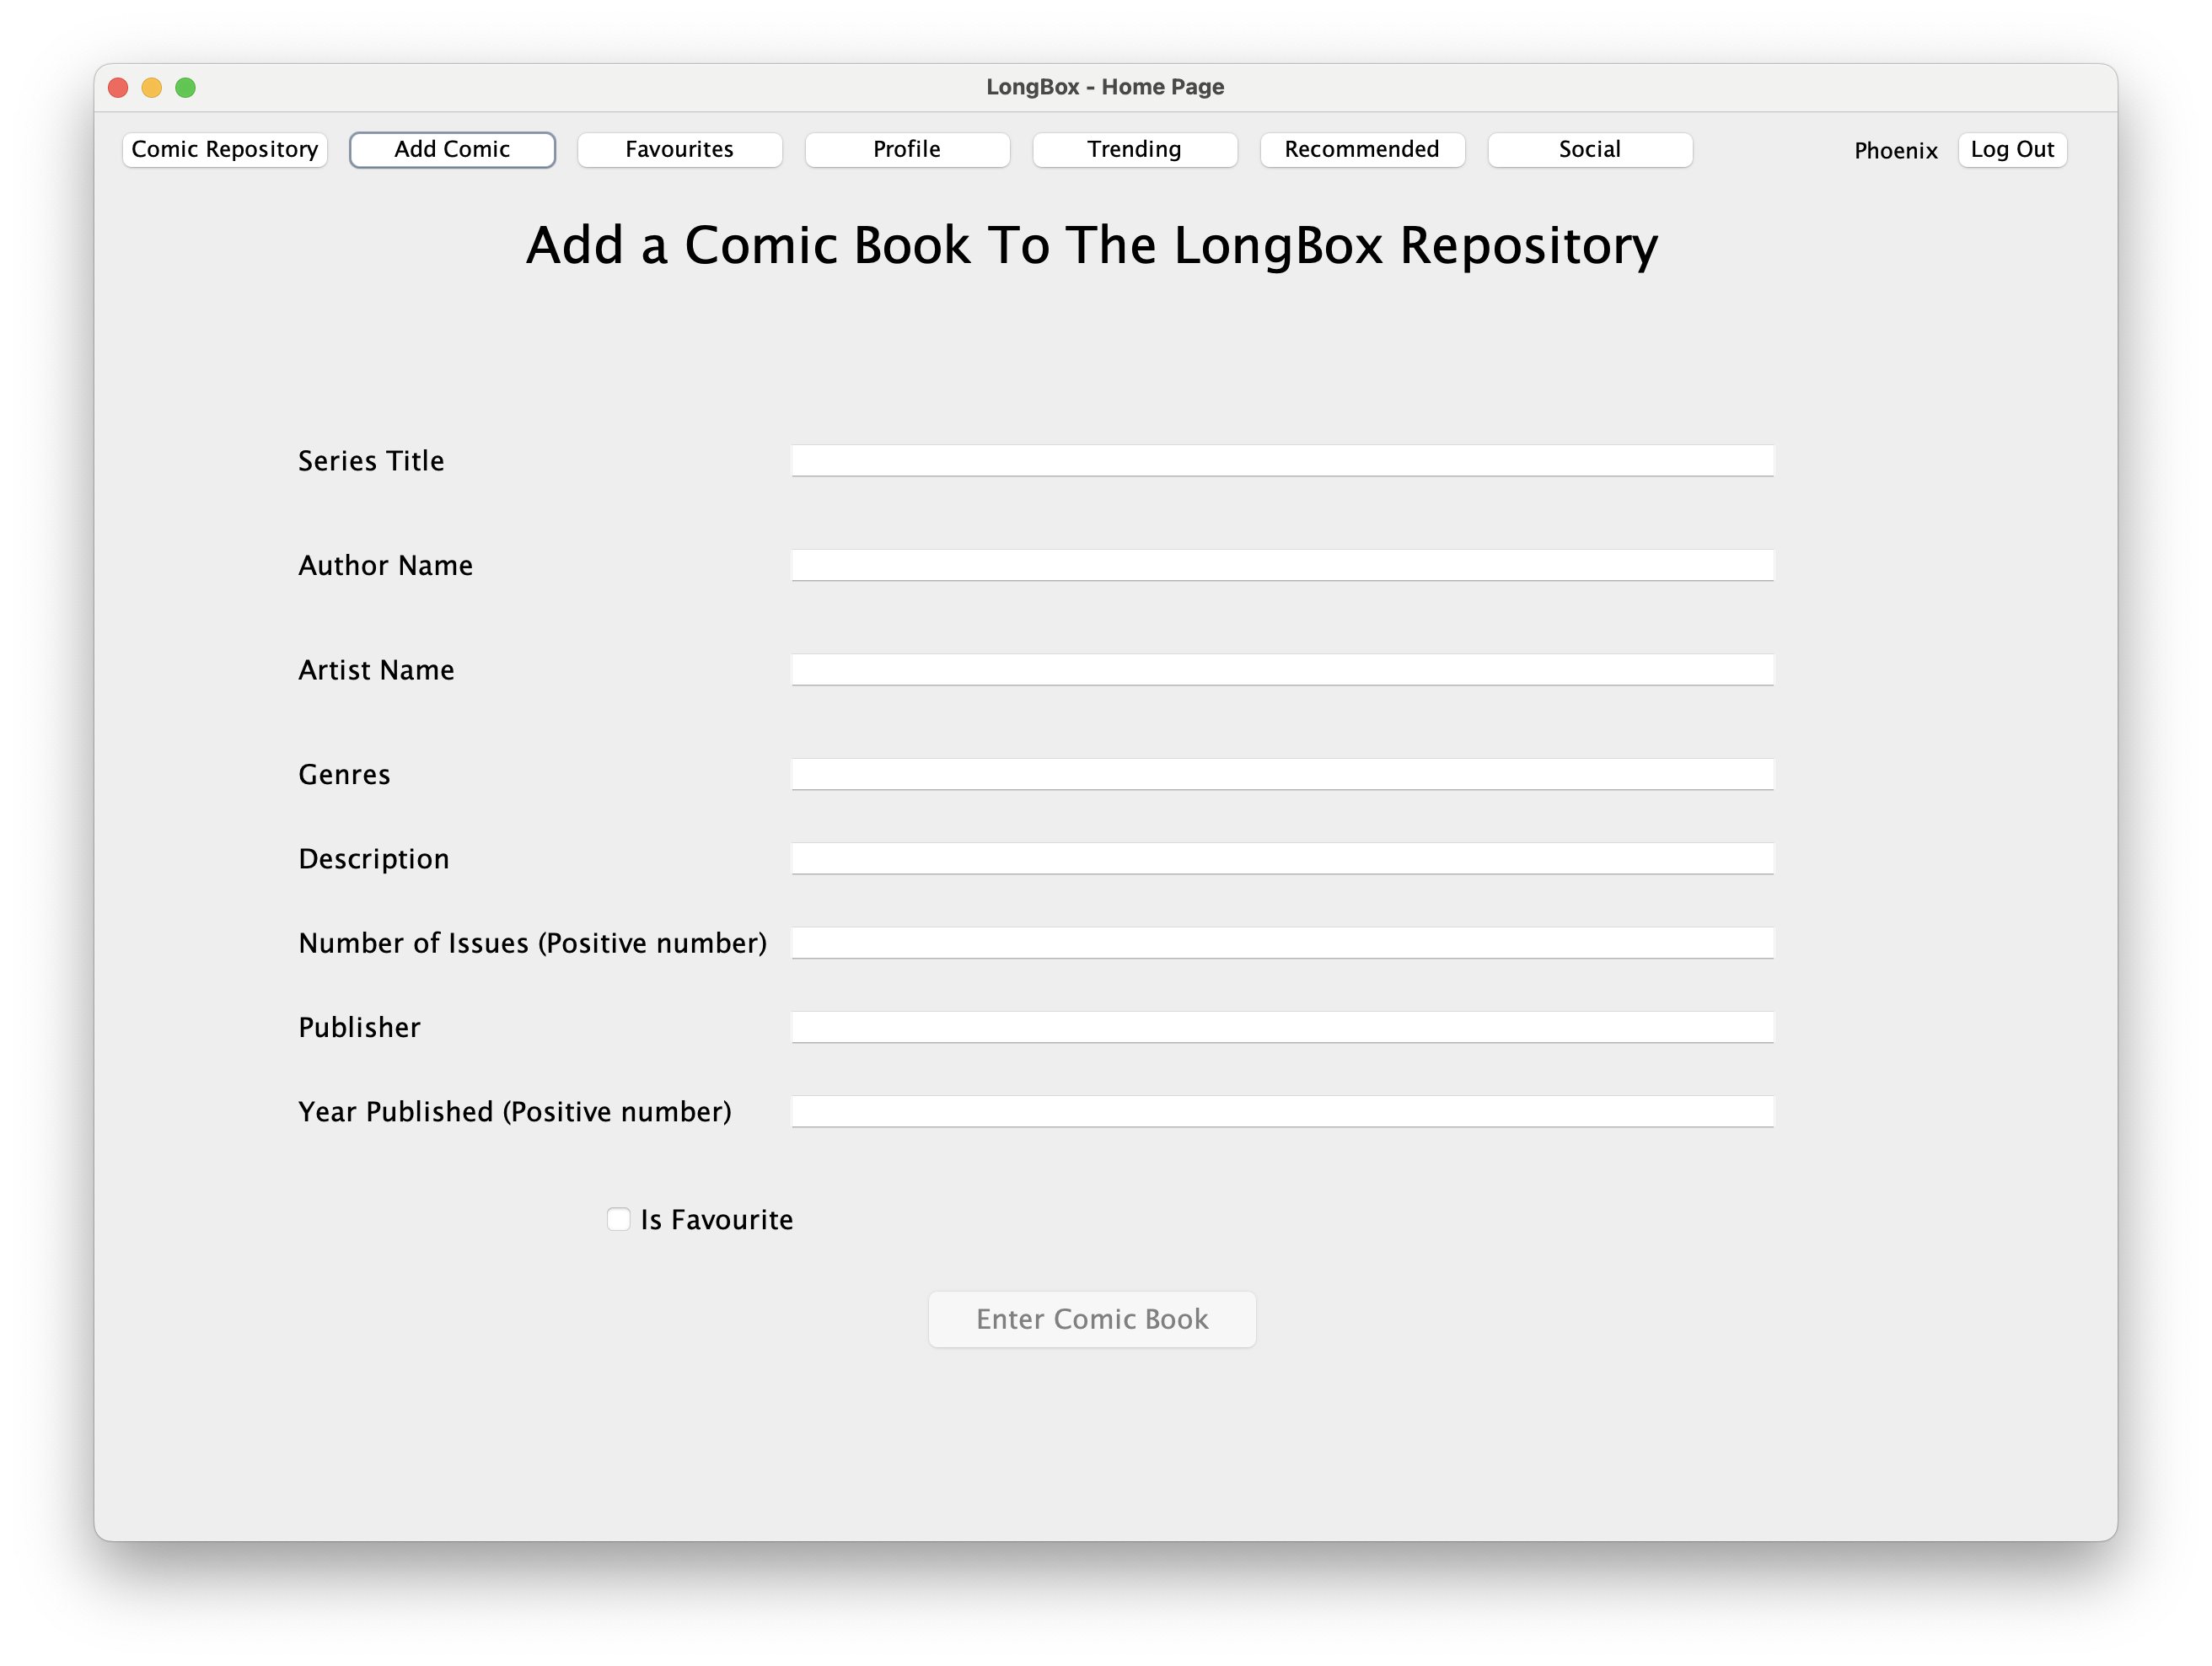 LongBox - Home Page
Comic Repository Add Comic Favourites Profile Trending Recommended Social Phoenix Log Out
Add a Comic Book To The LongBox Repository
Series Title
Author Name
Artist Name
Genres
Description
Number of Issues (Positive number)
Publisher
Year Published (Positive number)
Is Favourite
Enter Comic Book